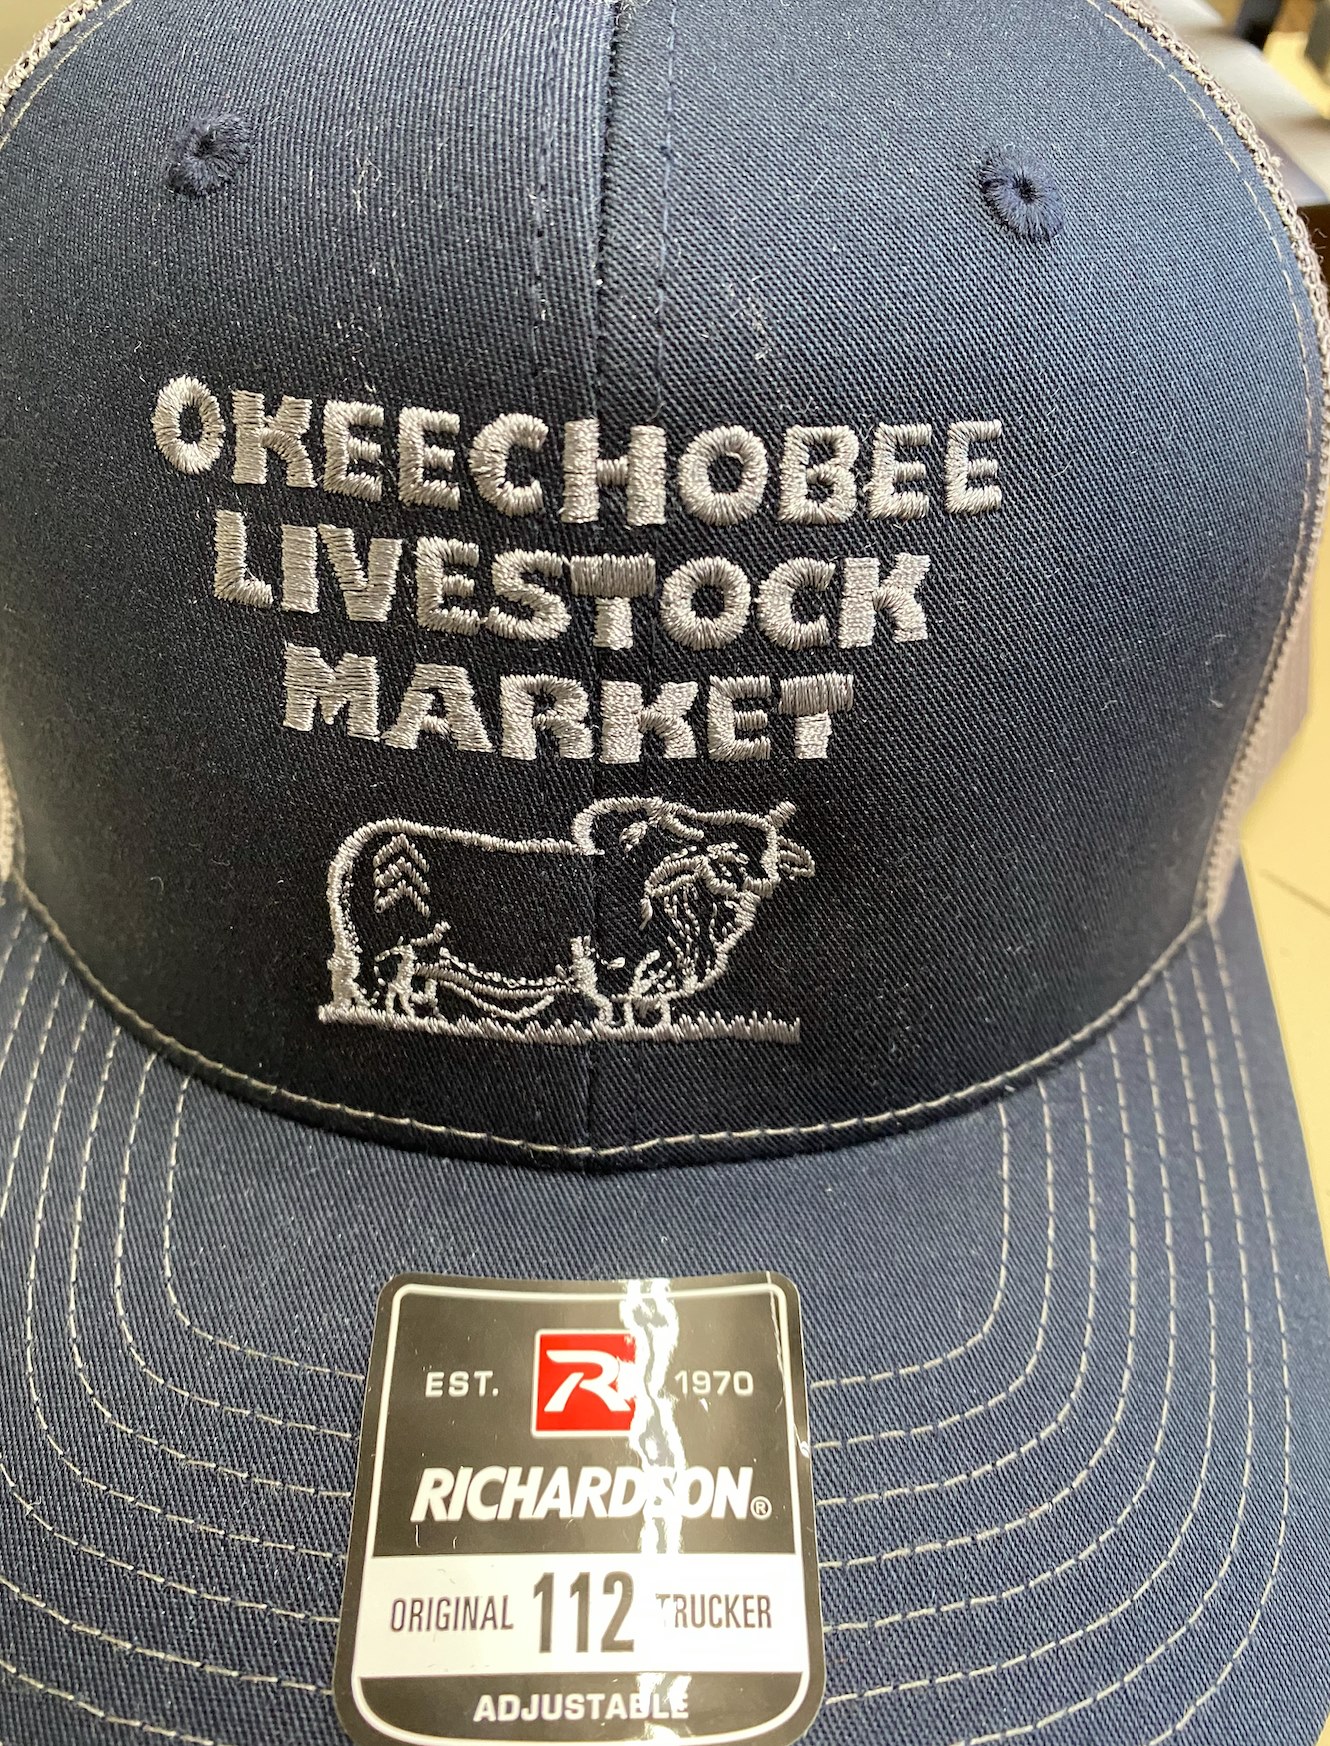 OKEECHOBEE
LIVESTOCK
MARKET
EST. R 1970
RICHARDSON®
ORIGINAL 112 TRUCKER
ADJUSTABLE